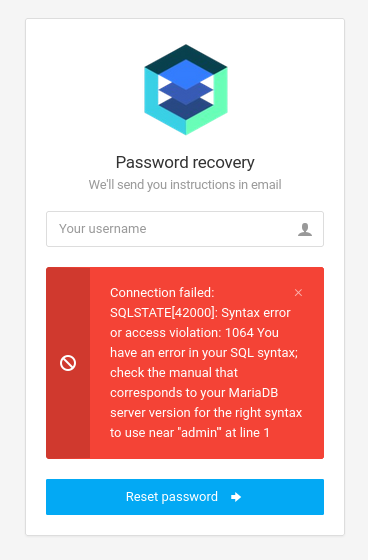 Password recovery
We'll send you instructions in email
Your username
Connection failed: ×
SQLSTATE[42000]: Syntax error
or access violation: 1064 You
have an error in your SQL syntax;
check the manual that
corresponds to your MariaDB
server version for the right syntax
to use near ''admin'' at line 1
Reset password